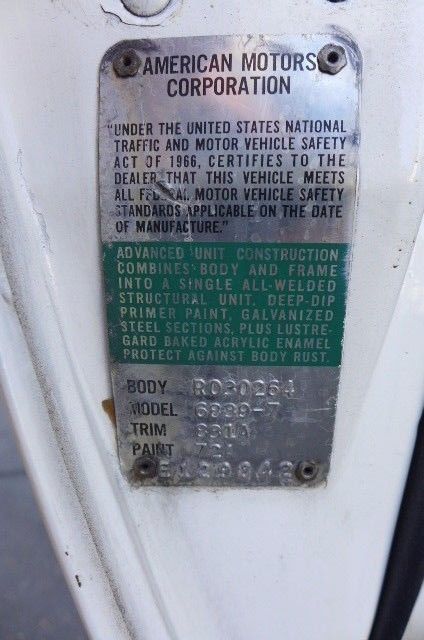 AMERICAN MOTORS
CORPORATION
"UNDER THE UNITED STATES NATIONAL
TRAFFIC AND MOTOR VEHICLE SAFETY
ACT OF 1966, CERTIFIES TO THE
DEALER THAT THIS VEHICLE MEETS
ALL FEDERAL MOTOR VEHICLE SAFETY
STANDARDS APPLICABLE ON THE DATE
OF MANUFACTURE."
ADVANCED UNIT CONSTRUCTION
COMBINES BODY AND FRAME
INTO A SINGLE ALL-WELDED
STRUCTURAL UNIT. DEEP-DIP
PRIMER PAINT, GALVANIZED
STEEL SECTIONS, PLUS LUSTRE-
GARD BAKED ACRYLIC ENAMEL
PROTECT AGAINST BODY RUST.
BODY R030264
MODEL 6839-7
TRIM
PAINT